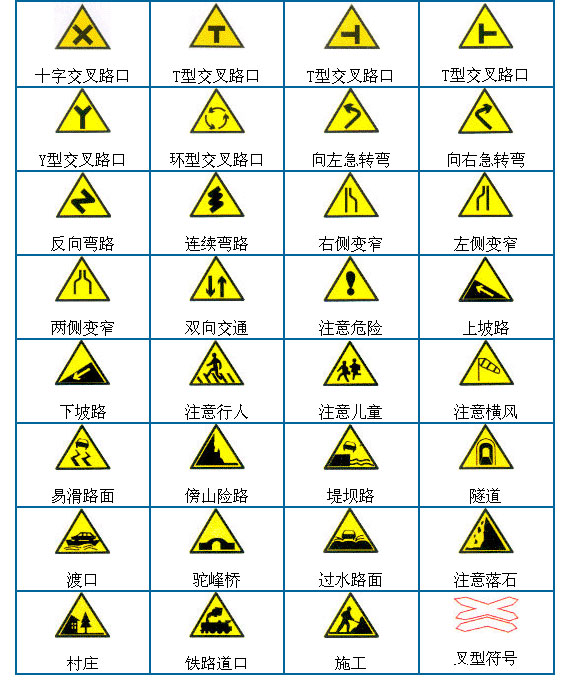 十字交叉路口
T型交叉路口
T型交叉路口
T型交叉路口
Y型交叉路口
环型交叉路口
向左急转弯
向右急转弯
反向弯路
连续弯路
右侧变窄
左侧变窄
两侧变窄
双向交通
注意危险
上坡路
下坡路
注意行人
注意儿童
注意横风
易滑路面
傍山险路
堤坝路
隧道
渡口
驼峰桥
过水路面
注意落石
村庄
铁路道口
施工
叉型符号